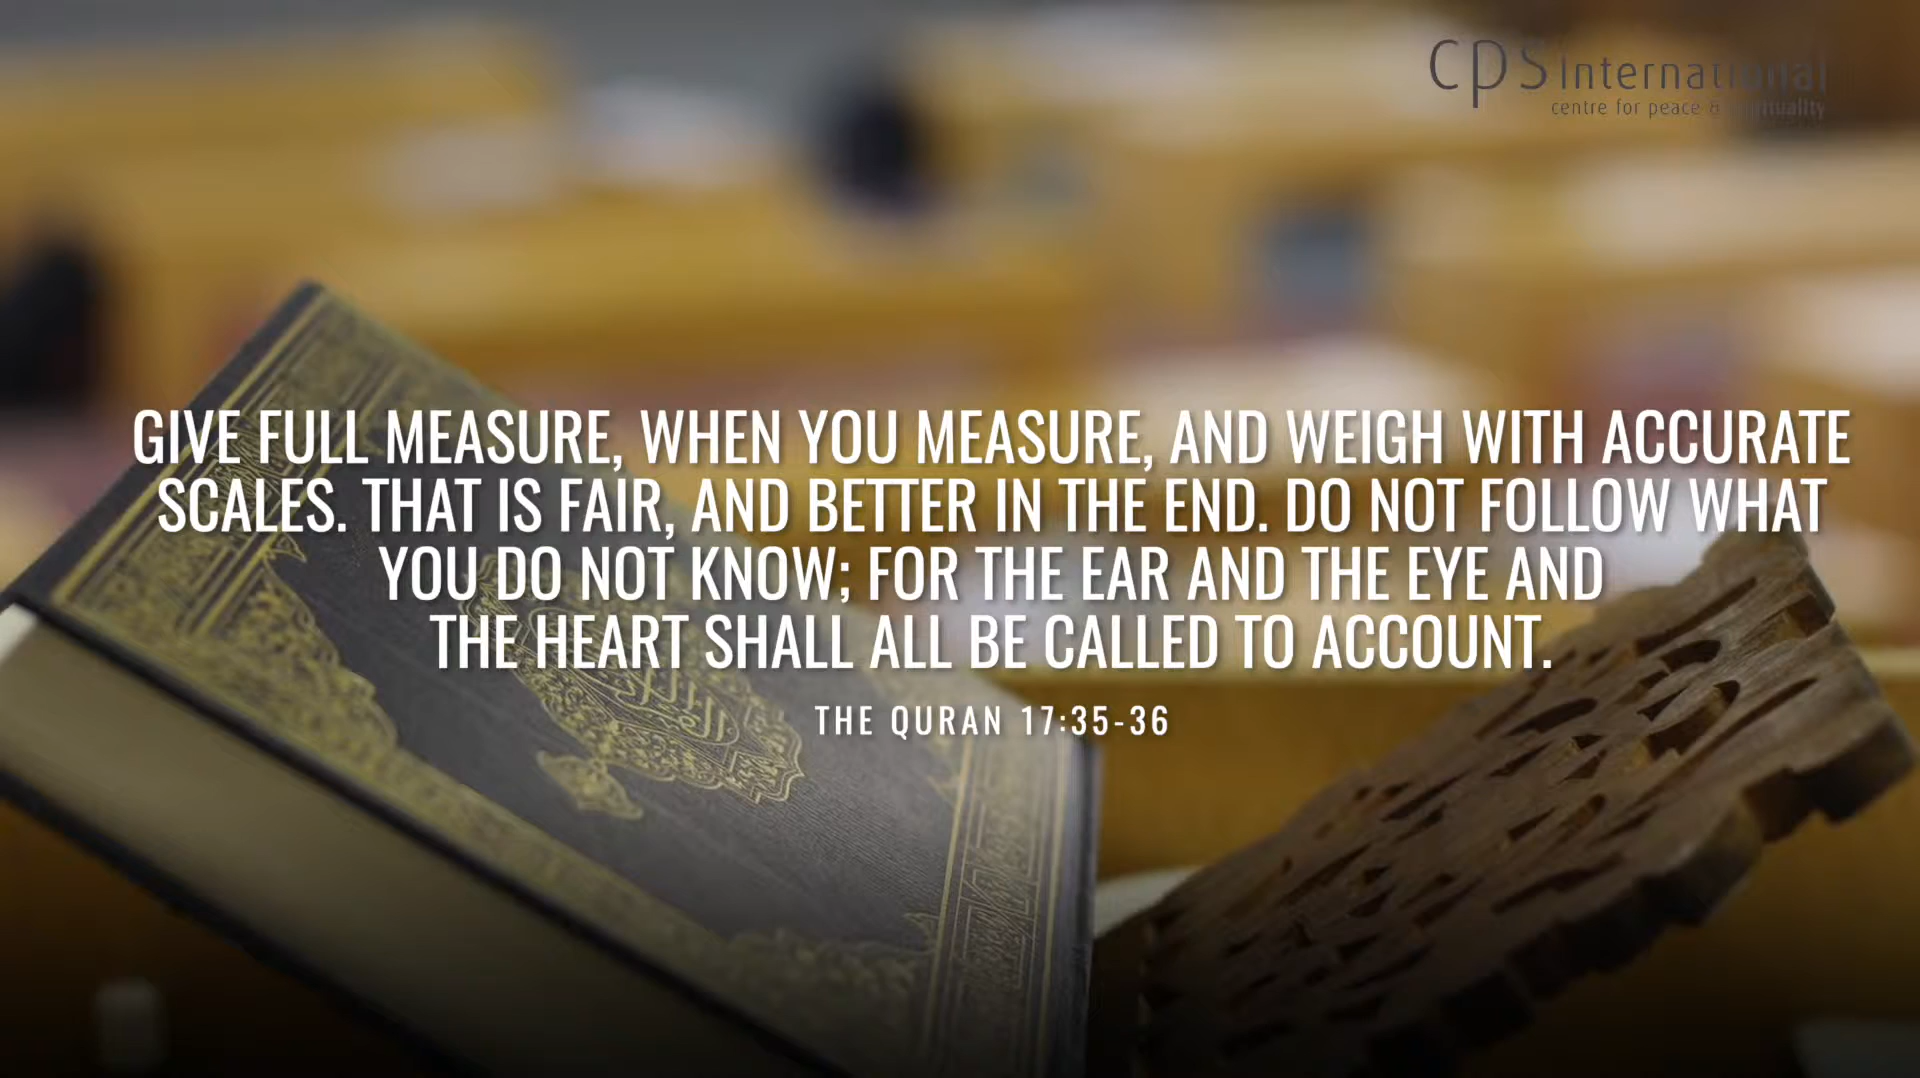 cpsinternational
centre for peace & spirituality
GIVE FULL MEASURE, WHEN YOU MEASURE, AND WEIGH WITH ACCURATE
SCALES. THAT IS FAIR, AND BETTER IN THE END. DO NOT FOLLOW WHAT
YOU DO NOT KNOW; FOR THE EAR AND THE EYE AND
THE HEART SHALL ALL BE CALLED TO ACCOUNT.
THE QURAN 17:35-36